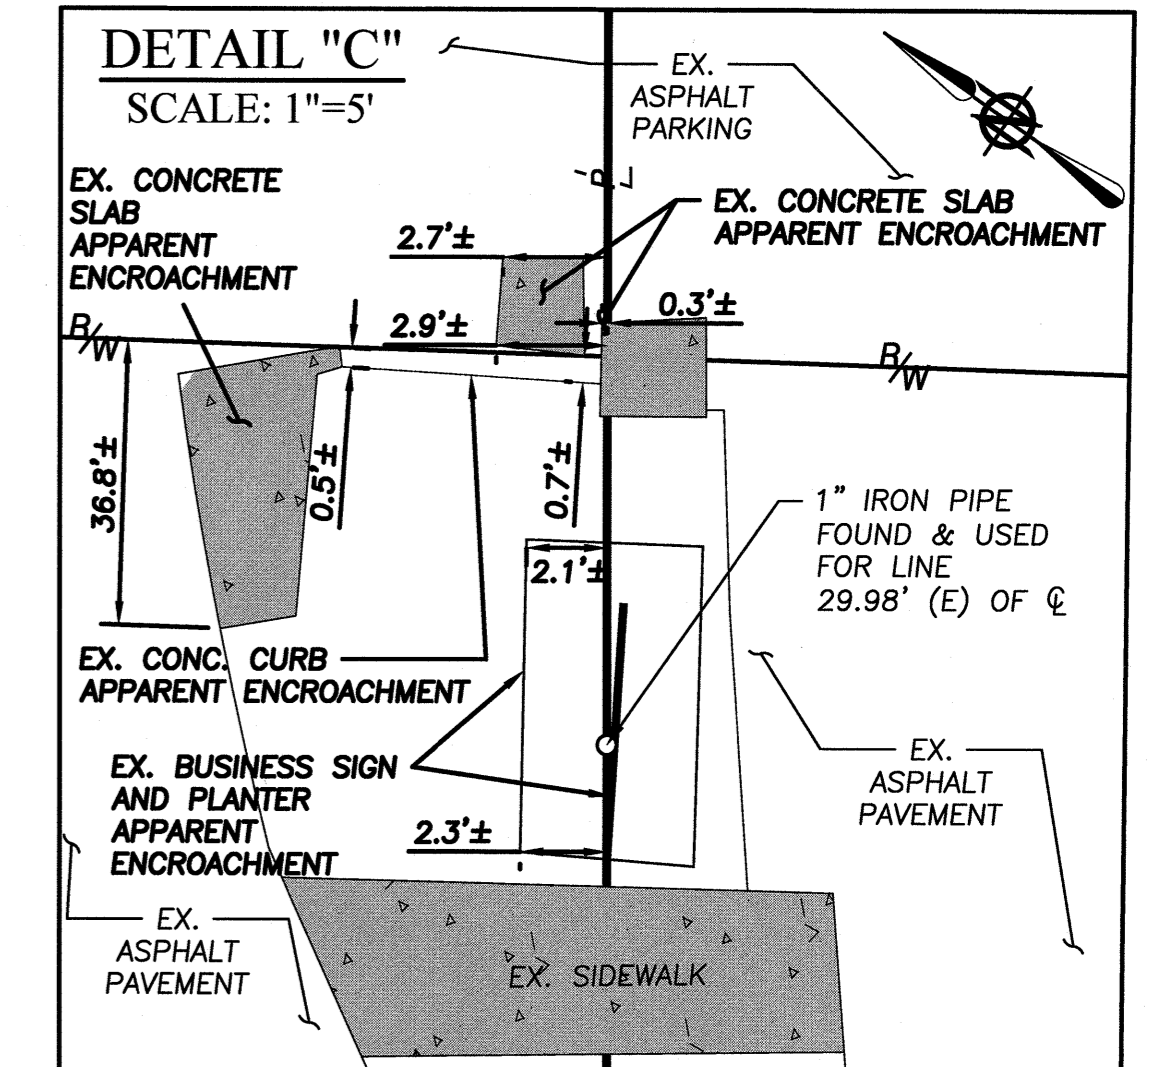 DETAIL "C"
SCALE: 1"=5'
EX.
ASPHALT
PARKING
EX. CONCRETE
SLAB
APPARENT
ENCROACHMENT
EX. CONCRETE SLAB
APPARENT ENCROACHMENT
2.7'±
2.9'±
0.3'±
R/W
R/W
36.8'±
0.5'±
0.7'±
1" IRON PIPE
FOUND & USED
FOR LINE
29.98' (E) OF ℄
2.1'±
EX. CONC. CURB
APPARENT ENCROACHMENT
EX. BUSINESS SIGN
AND PLANTER
APPARENT
ENCROACHMENT
2.3'±
EX.
ASPHALT
PAVEMENT
EX.
ASPHALT
PAVEMENT
EX. SIDEWALK